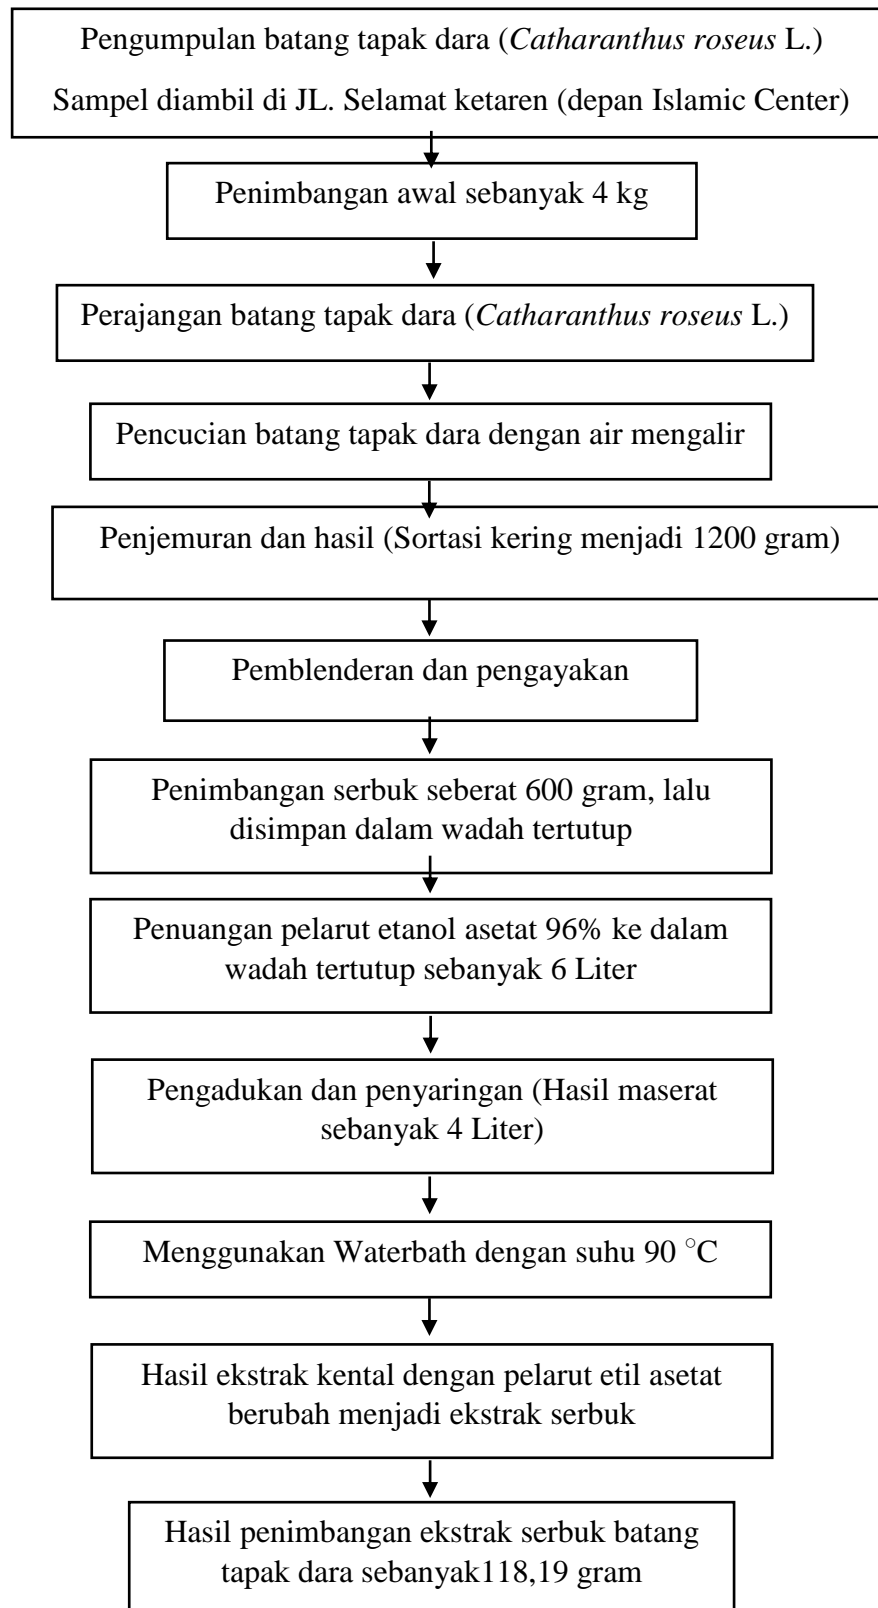 Pengumpulan batang tapak dara (Catharanthus roseus L.)
Sampel diambil di JL. Selamat ketaren (depan Islamic Center)
Penimbangan awal sebanyak 4 kg
Perajangan batang tapak dara (Catharanthus roseus L.)
Pencucian batang tapak dara dengan air mengalir
Penjemuran dan hasil (Sortasi kering menjadi 1200 gram)
Pemblenderan dan pengayakan
Penimbangan serbuk seberat 600 gram, lalu
disimpan dalam wadah tertutup
Penuangan pelarut etanol asetat 96% ke dalam
wadah tertutup sebanyak 6 Liter
Pengadukan dan penyaringan (Hasil maserat
sebanyak 4 Liter)
Menggunakan Waterbath dengan suhu 90 °C
Hasil ekstrak kental dengan pelarut etil asetat
berubah menjadi ekstrak serbuk
Hasil penimbangan ekstrak serbuk batang
tapak dara sebanyak118,19 gram